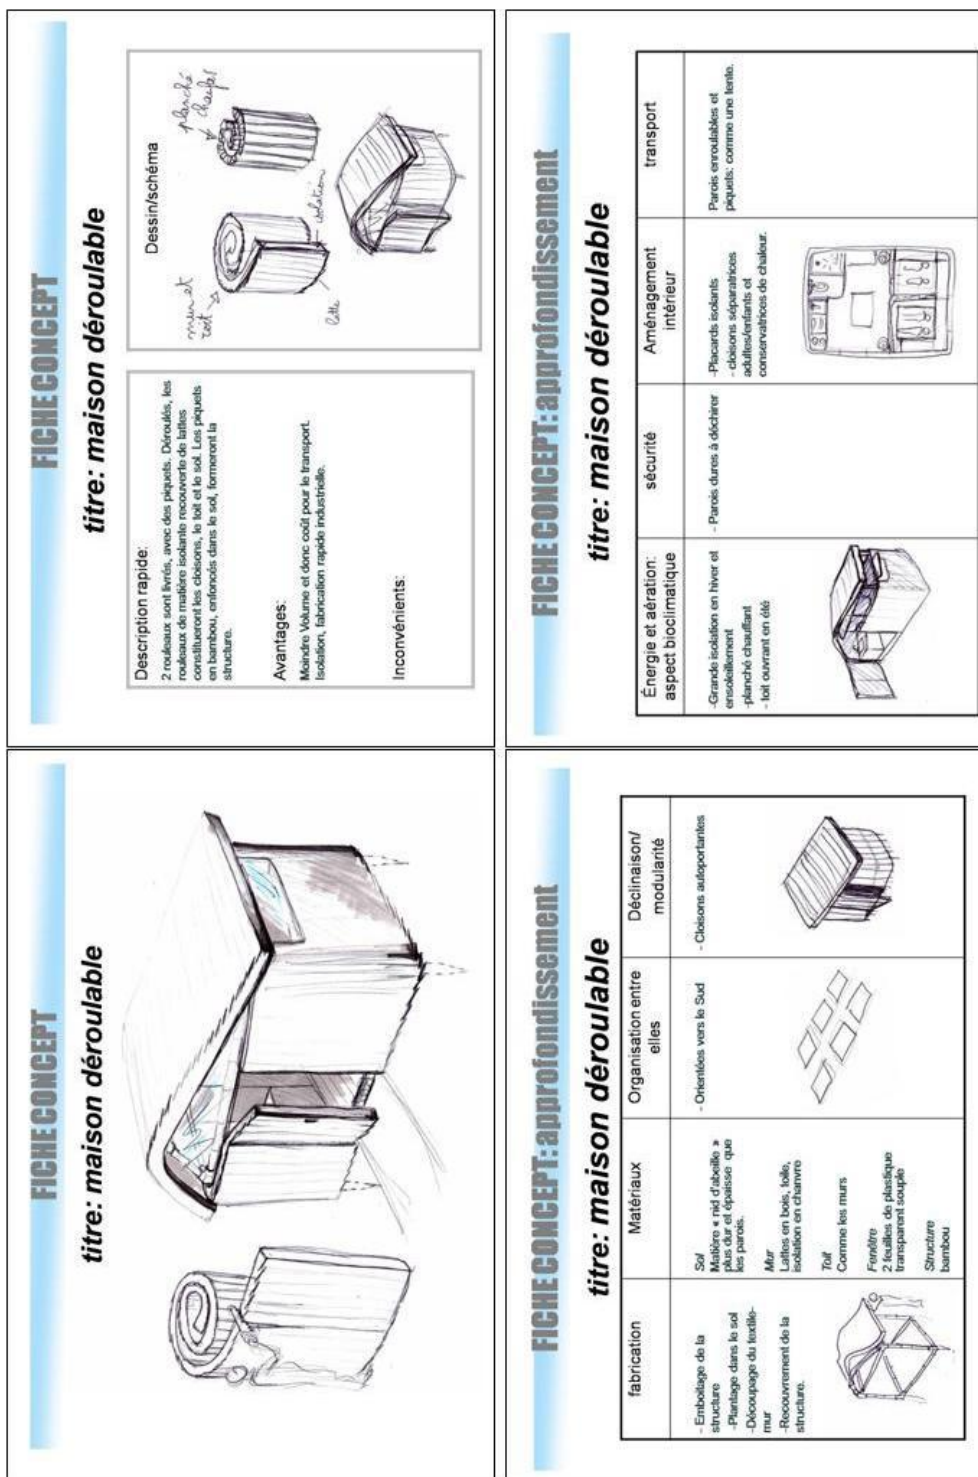 FICHE CONCEPT
titre: maison déroulable
FICHE CONCEPT
titre: maison déroulable
Description rapide:
2 rouleaux sont livrés, avec des piquets. Déroulés, les
rouleaux de matière isolante recouverte de lattes
constitueront les cloisons, le toit et le sol. Les piquets
en bambou, enfoncés dans le sol, formeront la
structure.
Avantages:
Moindre Volume et donc coût pour le transport.
Isolation, fabrication rapide industrielle.
Inconvénients:
Dessin/schéma
mur et
toit
planché
chauffant
isolation
latte
FICHE CONCEPT: approfondissement
titre: maison déroulable
fabrication
- Emboitage de la
structure
-Plantage dans le sol
-Découpage du textile-
mur
-Recouvrement de la
structure.
Matériaux
Sol
Matière « nid d'abeille »
plus dur et épaisse que
les parois.
Mur
Lattes en bois, toile,
isolation en chanvre
Toit
Comme les murs
Fenêtre
2 feuilles de plastique
transparent souple
Structure
bambou
Organisation entre
elles
- Orientées vers le Sud
Déclinaison/
modularité
- Cloisons autoportantes
FICHE CONCEPT: approfondissement
titre: maison déroulable
Énergie et aération:
aspect bioclimatique
-Grande isolation en hiver et
ensoleillement
-planché chauffant
- toit ouvrant en été
sécurité
- Parois dures à déchirer
Aménagement
intérieur
-Placards isolants
- cloisons séparatrices
adultes/enfants et
conservatrices de chaleur.
transport
Parois enroulables et
piquets: comme une tente.